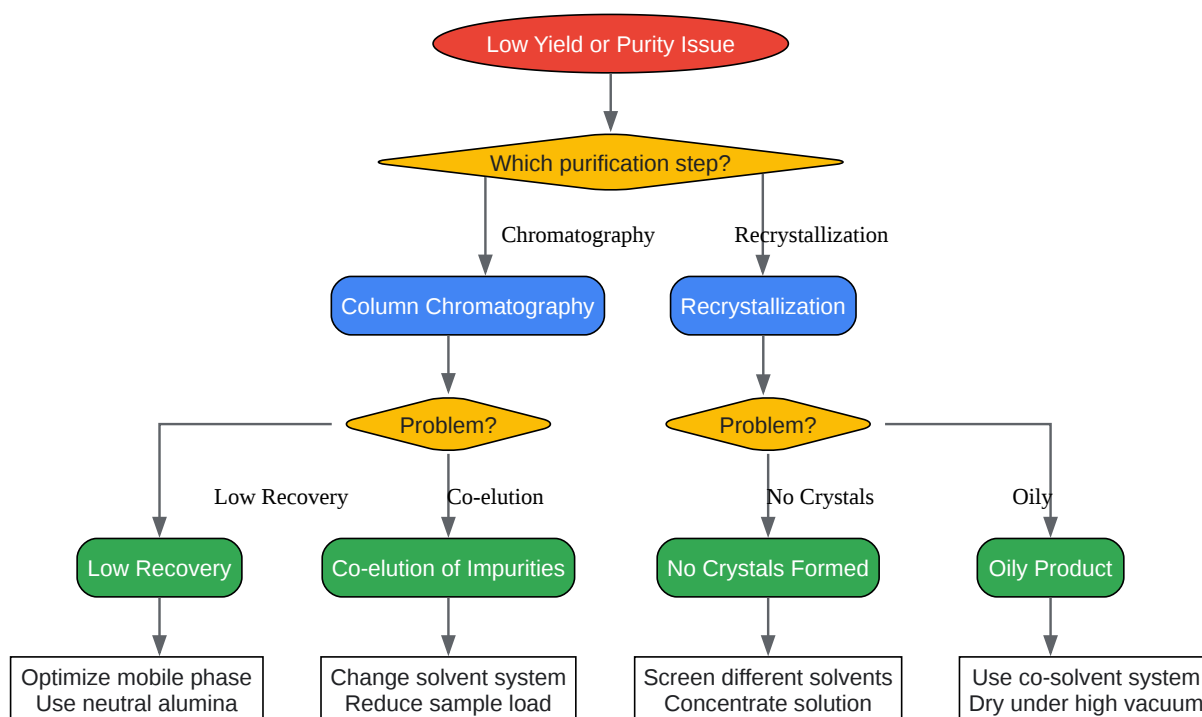 Low Yield or Purity Issue
Which purification step?
Chromatography
Recrystallization
Column Chromatography
Recrystallization
Problem?
Problem?
Low Recovery
Co-elution
No Crystals
Oily
Low Recovery
Co-elution of Impurities
No Crystals Formed
Oily Product
Optimize mobile phase
Use neutral alumina
Change solvent system
Reduce sample load
Screen different solvents
Concentrate solution
Use co-solvent system
Dry under high vacuum